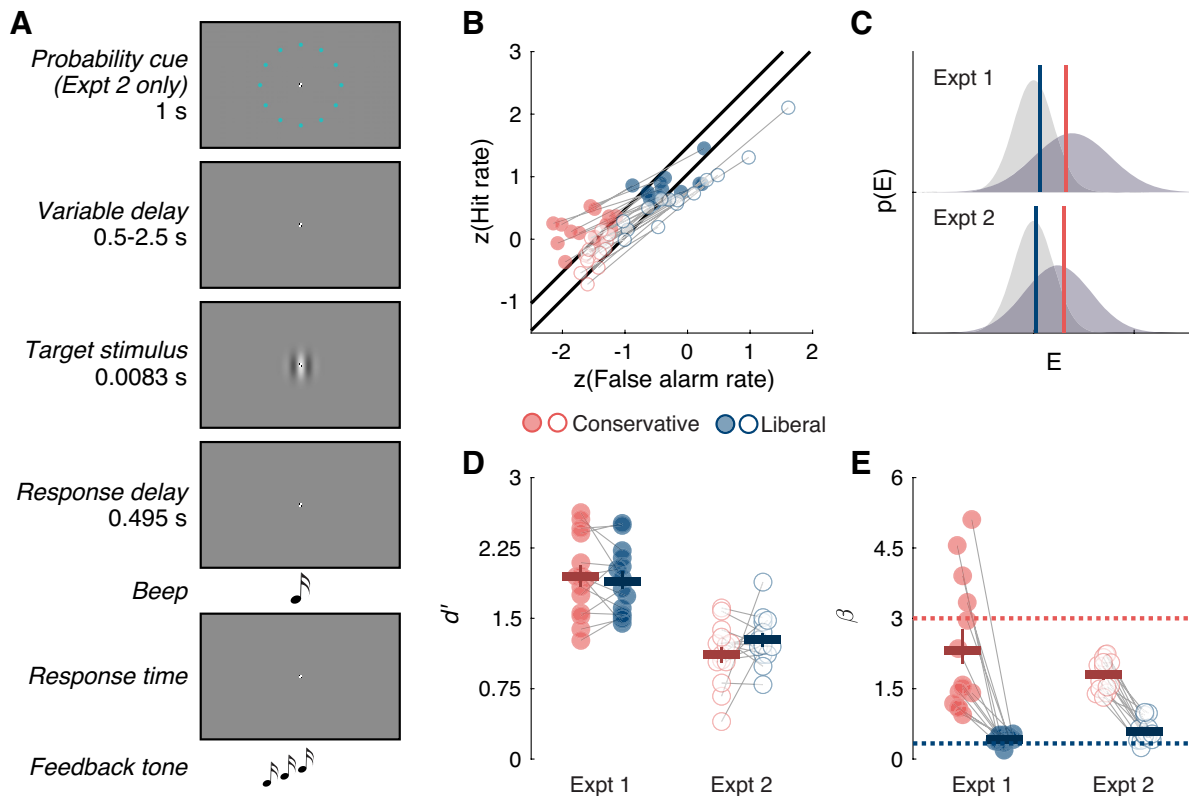 A
Probability cue
(Expt 2 only)
1 s
Variable delay
0.5-2.5 s
Target stimulus
0.0083 s
Response delay
0.495 s
Beep
Response time
Feedback tone
B
z(Hit rate)
3
2
1
0
-1
-2 -1 0 1 2
z(False alarm rate)
C
p(E)
Expt 1
Expt 2
E
Conservative Liberal
D
d'
3
2.25
1.5
0.75
0
Expt 1 Expt 2
E
β
6
4.5
3
1.5
0
Expt 1 Expt 2